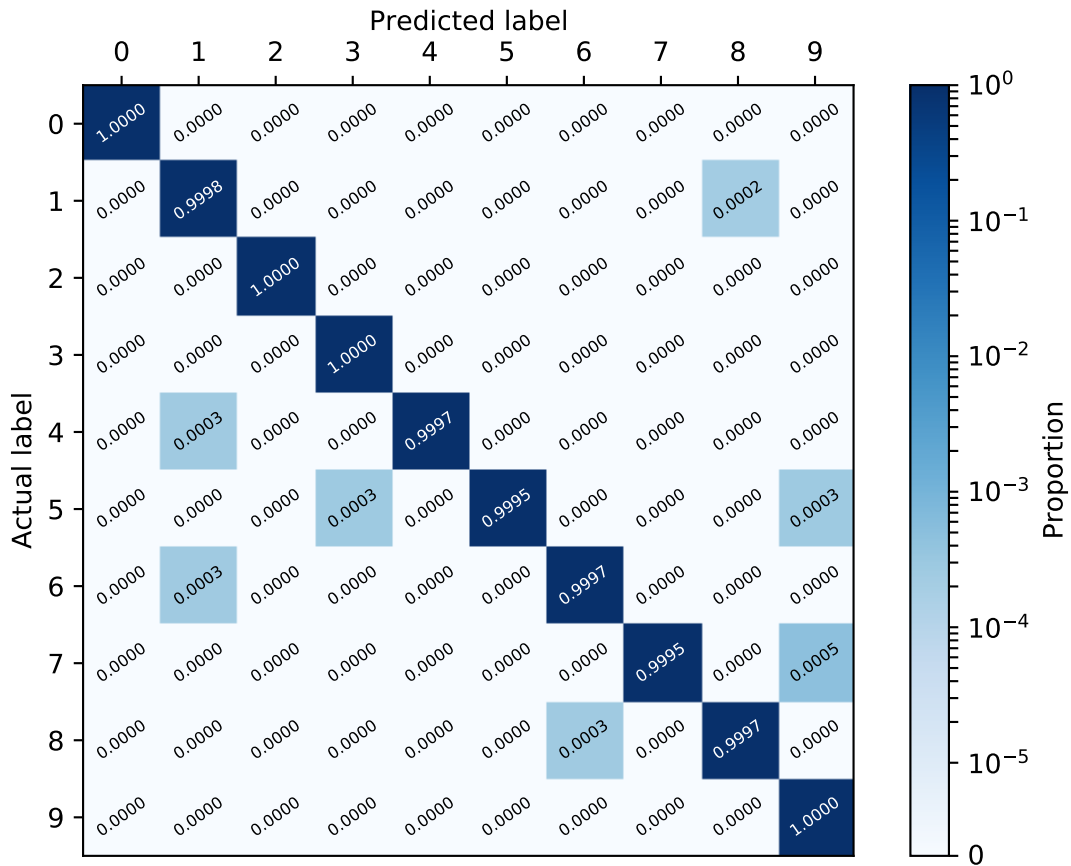 Predicted label
0 1 2 3 4 5 6 7 8 9
0 1.0000 0.0000 0.0000 0.0000 0.0000 0.0000 0.0000 0.0000 0.0000 0.0000
1 0.0000 0.9998 0.0000 0.0000 0.0000 0.0000 0.0000 0.0000 0.0002 0.0000
2 0.0000 0.0000 1.0000 0.0000 0.0000 0.0000 0.0000 0.0000 0.0000 0.0000
3 0.0000 0.0000 0.0000 1.0000 0.0000 0.0000 0.0000 0.0000 0.0000 0.0000
4 0.0000 0.0003 0.0000 0.0000 0.9997 0.0000 0.0000 0.0000 0.0000 0.0000
5 0.0000 0.0000 0.0000 0.0003 0.0000 0.9995 0.0000 0.0000 0.0000 0.0003
6 0.0000 0.0003 0.0000 0.0000 0.0000 0.0000 0.9997 0.0000 0.0000 0.0000
7 0.0000 0.0000 0.0000 0.0000 0.0000 0.0000 0.0000 0.9995 0.0000 0.0005
8 0.0000 0.0000 0.0000 0.0000 0.0000 0.0000 0.0003 0.0000 0.9997 0.0000
9 0.0000 0.0000 0.0000 0.0000 0.0000 0.0000 0.0000 0.0000 0.0000 1.0000
Actual label
10⁰
10⁻¹
10⁻²
10⁻³
10⁻⁴
10⁻⁵
0
Proportion